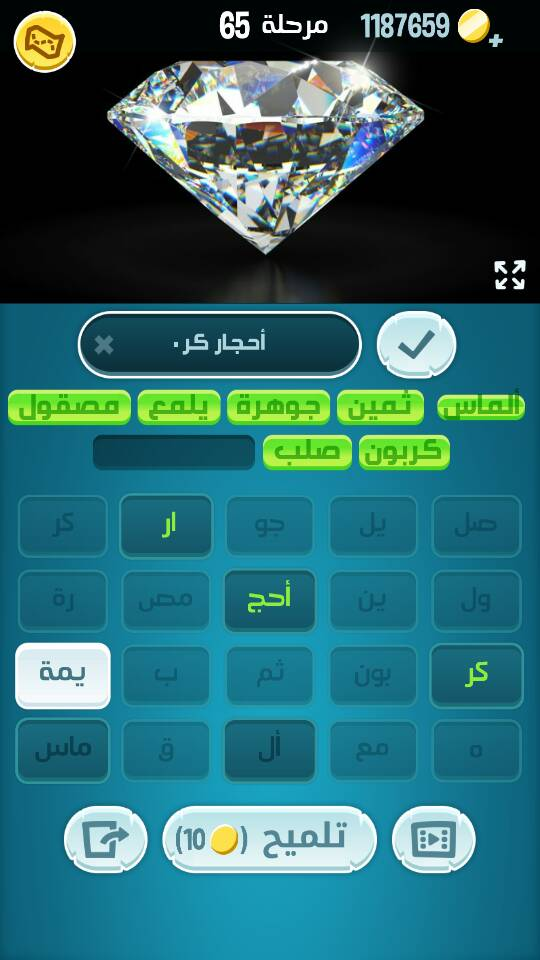 مرحلة 65 1187659
أحجار كر
ألماس ثمين جوهرة يلمع مصقول
كربون صلب
صل يل جو ار كر
ول ين أحج مص رة
كر بون ثم ب يمة
ه مع أل ق ماس
تلميح (10)